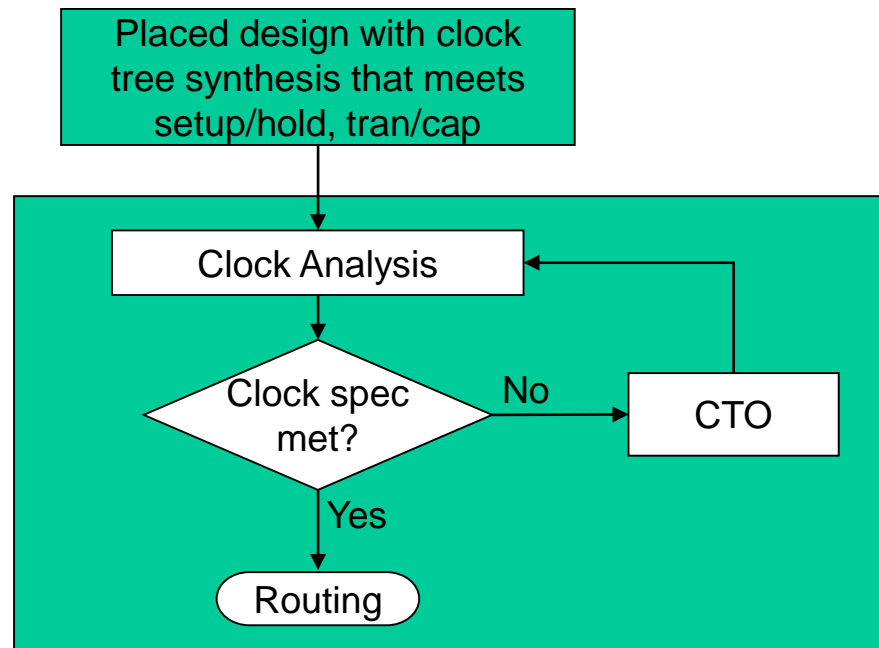 Placed design with clock
tree synthesis that meets
setup/hold, tran/cap
Clock Analysis
Clock spec
met?
No
CTO
Yes
Routing